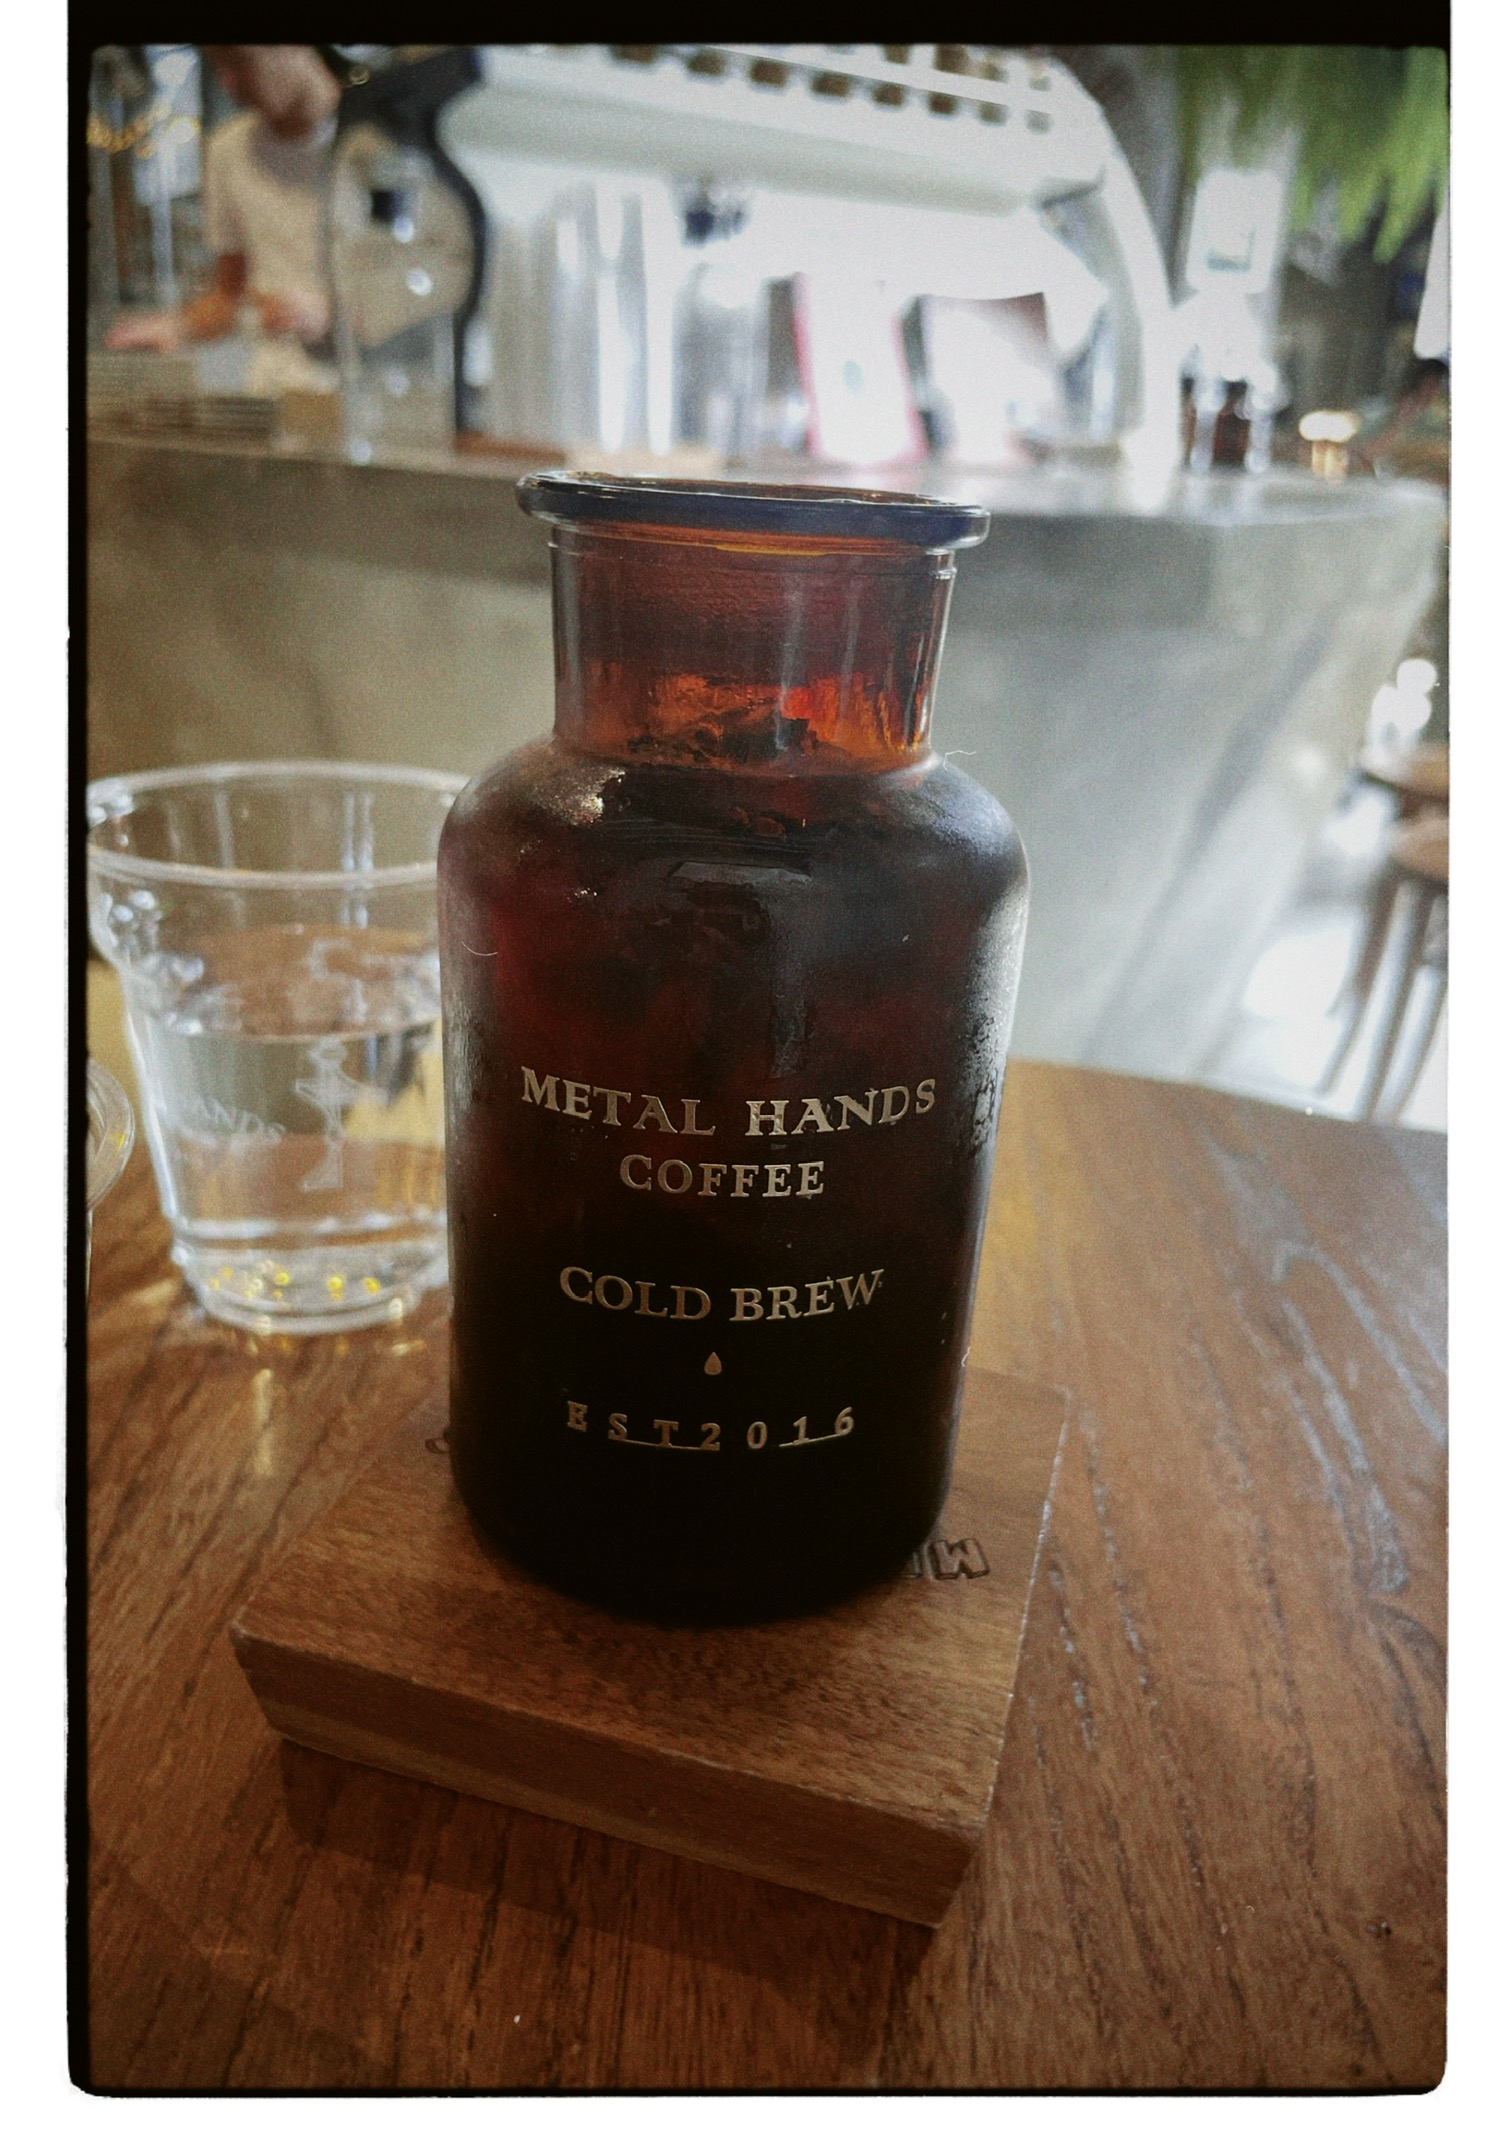 METAL HANDS
COFFEE
COLD BREW
EST2016